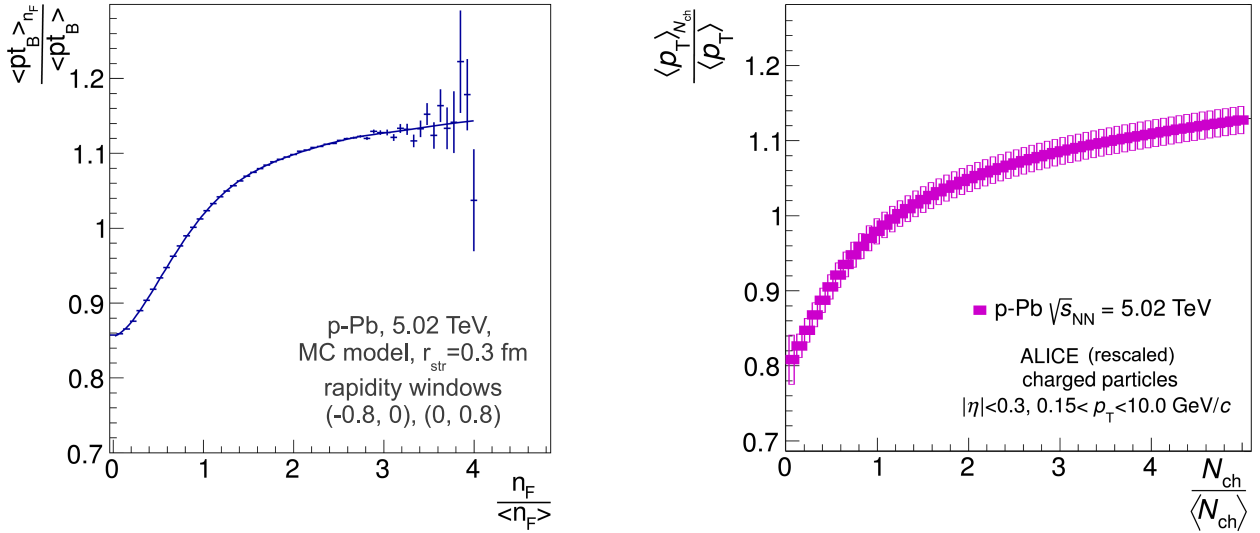 <pt_B>n_F
<pt_B>
1.2
1.1
1
0.9
0.8
0.7
p-Pb, 5.02 TeV,
MC model, r_str=0.3 fm
rapidity windows
(-0.8, 0), (0, 0.8)
0 1 2 3 4
n_F
<n_F>
⟨p_T⟩N_ch
⟨p_T⟩
1.2
1.1
1
0.9
0.8
0.7
p-Pb √s_NN = 5.02 TeV
ALICE (rescaled)
charged particles
|η|<0.3, 0.15< p_T<10.0 GeV/c
0 1 2 3 4
N_ch
⟨N_ch⟩